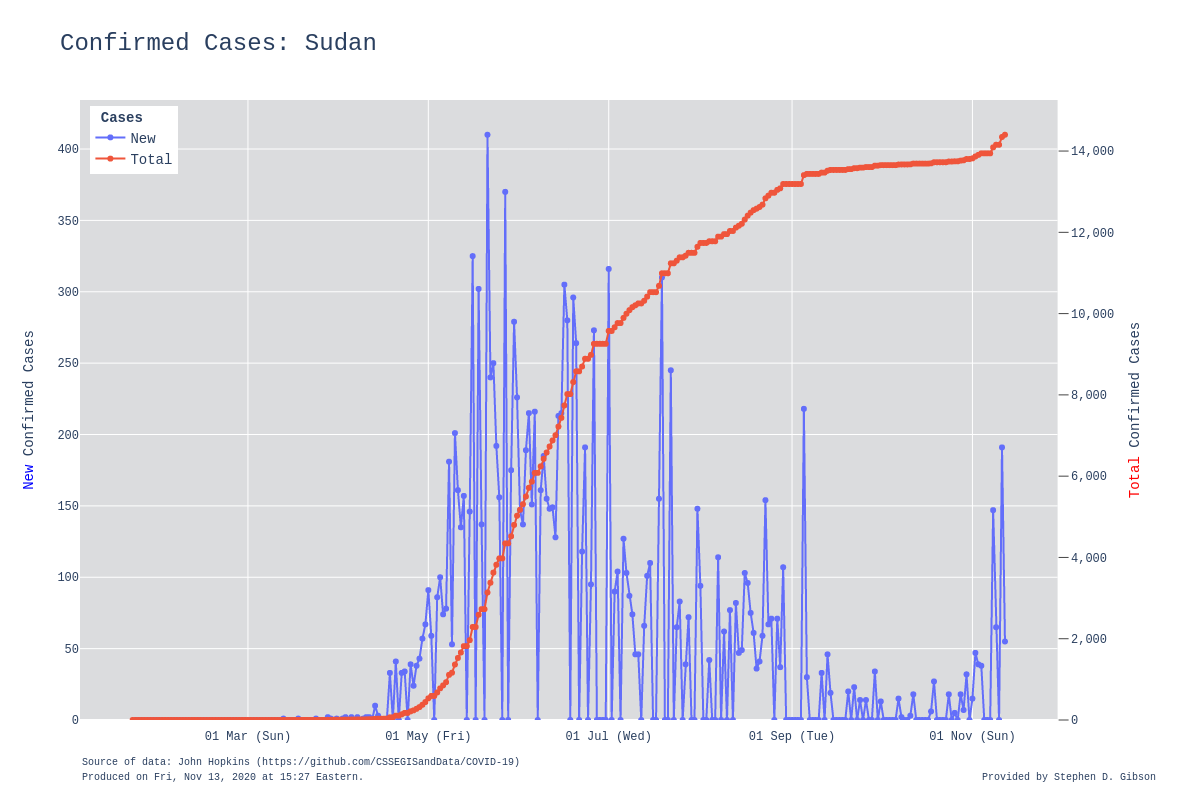 Confirmed Cases: Sudan
Cases
New
Total
400
350
300
250
200
150
100
50
0
14,000
12,000
10,000
8,000
6,000
4,000
2,000
0
New Confirmed Cases
Total Confirmed Cases
01 Mar (Sun)
01 May (Fri)
01 Jul (Wed)
01 Sep (Tue)
01 Nov (Sun)
Source of data: John Hopkins (https://github.com/CSSEGISandData/COVID-19)
Produced on Fri, Nov 13, 2020 at 15:27 Eastern.
Provided by Stephen D. Gibson